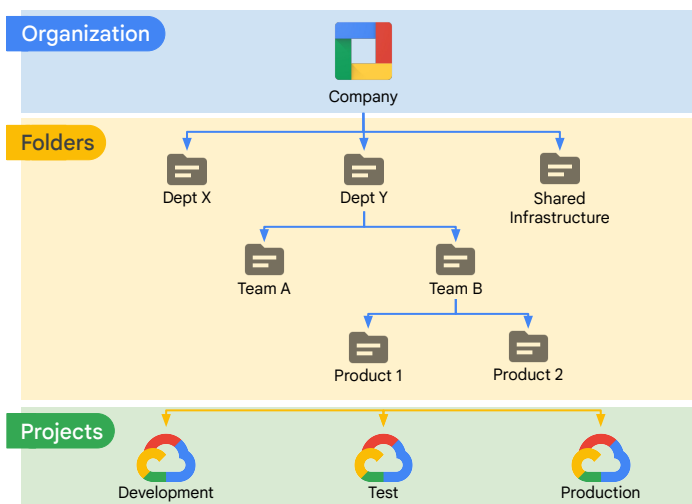 Organization
Company
Folders
Dept X
Dept Y
Shared
Infrastructure
Team A
Team B
Product 1
Product 2
Projects
Development
Test
Production